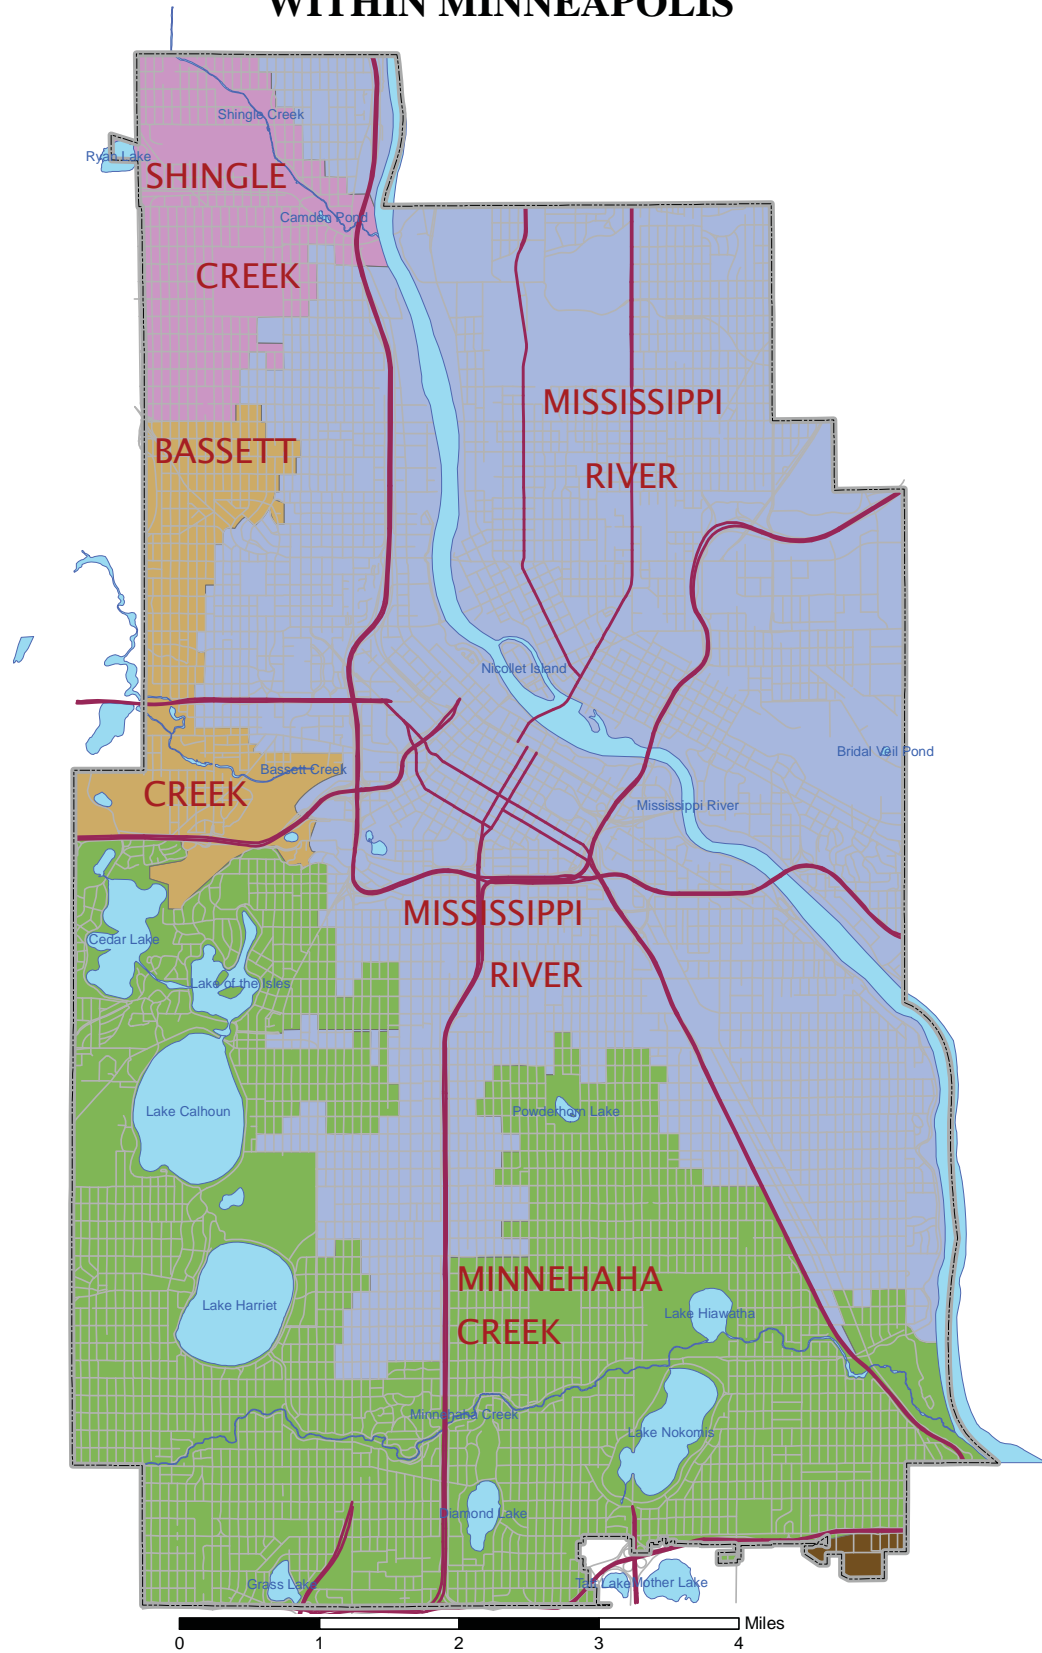 WITHIN MINNEAPOLIS
Shingle Creek
Ryan Lake
SHINGLE
Camden Pond
CREEK
MISSISSIPPI
BASSETT
RIVER
Nicollet Island
Bridal Veil Pond
Bassett Creek
CREEK
Mississippi River
MISSISSIPPI
Cedar Lake
RIVER
Lake of the Isles
Lake Calhoun
Powderhorn Lake
MINNEHAHA
Lake Harriet
Lake Hiawatha
CREEK
Minnehaha Creek
Lake Nokomis
Diamond Lake
Grass Lake
Taft Lake
Mother Lake
Miles
0 1 2 3 4